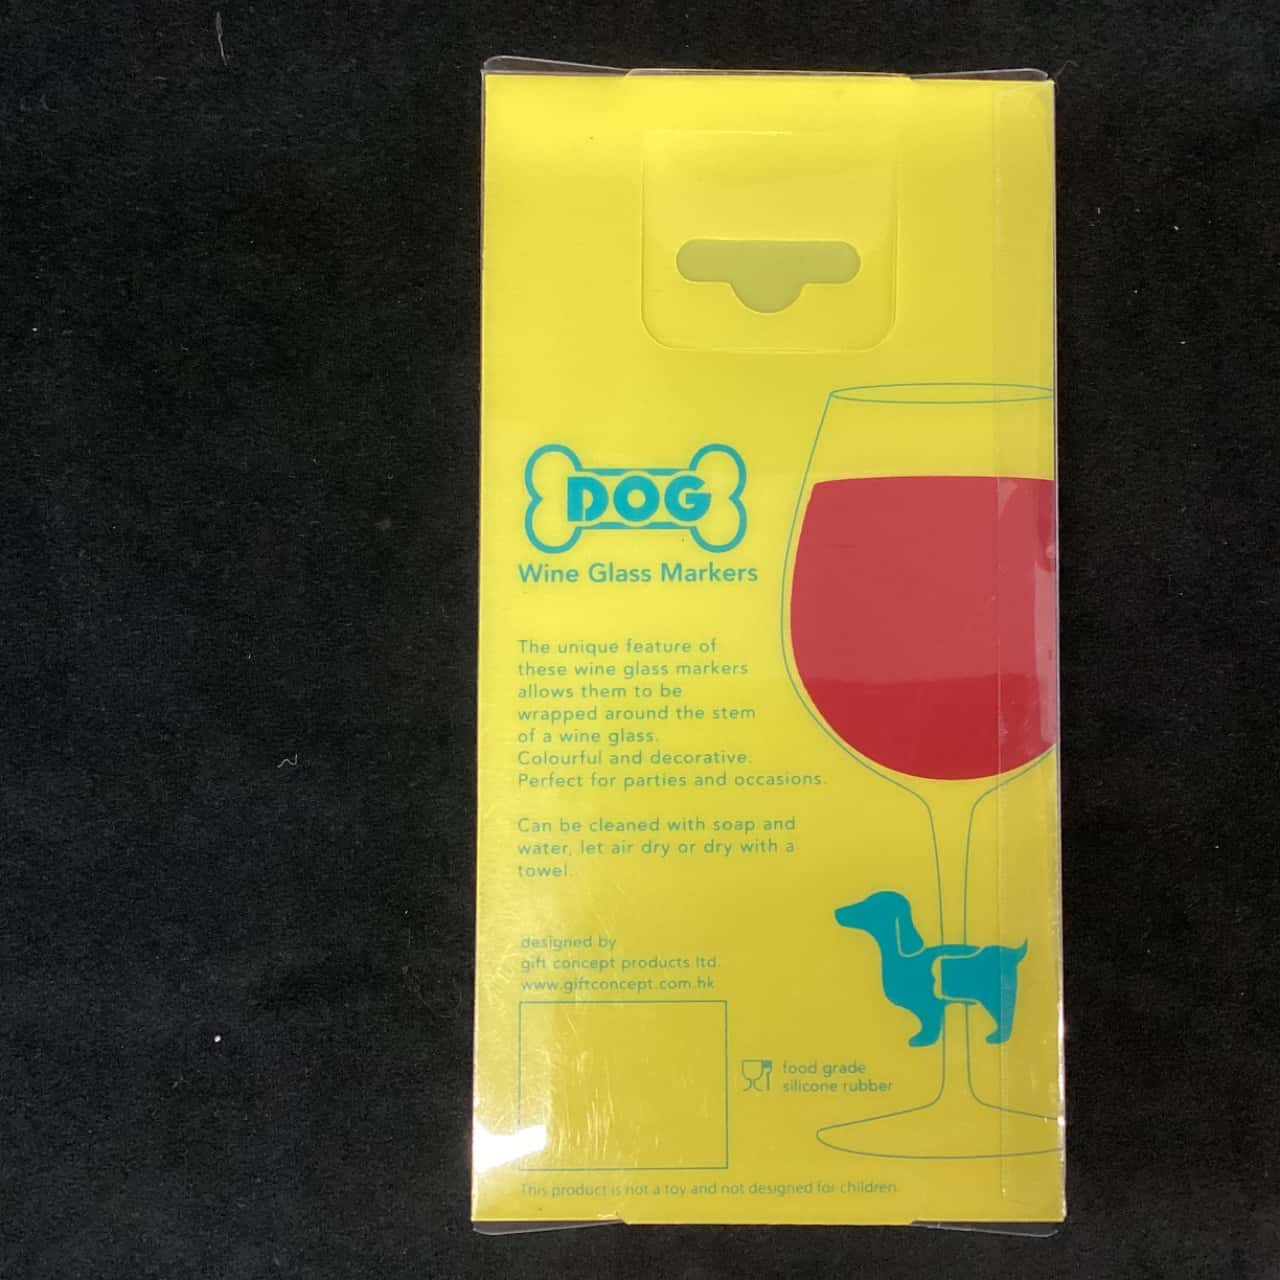 DOG
Wine Glass Markers
The unique feature of
these wine glass markers
allows them to be
wrapped around the stem
of a wine glass.
Colourful and decorative.
Perfect for parties and occasions.
Can be cleaned with soap and
water, let air dry or dry with a
towel.
designed by
gift concept products ltd.
www.giftconcept.com.hk
food grade
silicone rubber
This product is not a toy and not designed for children.